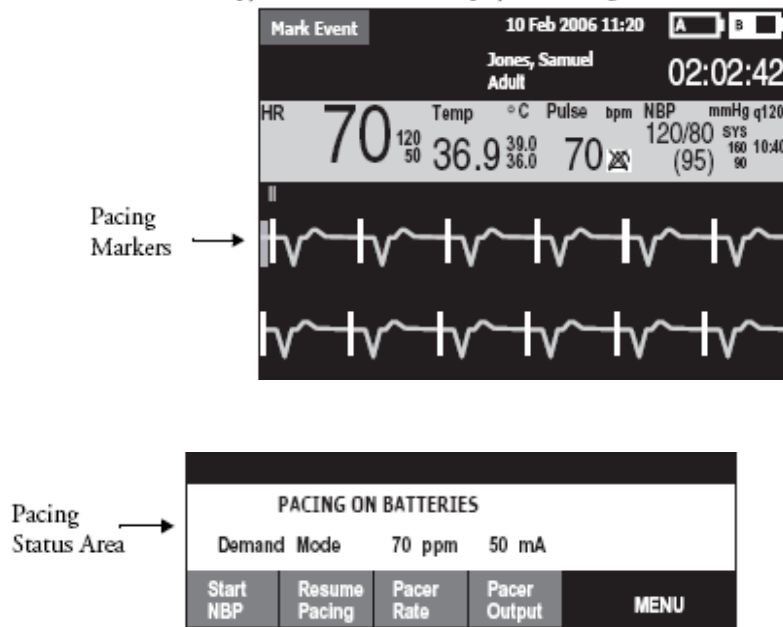 Mark Event 10 Feb 2006 11:20 A B
Jones, Samuel
Adult 02:02:42
HR Temp °C Pulse bpm NBP mmHg q120
70 120 50 36.9 39.0 36.0 70 120/80 (95) SYS 160 90 10:40
II
Pacing
Markers
PACING ON BATTERIES
Pacing
Status Area
Demand Mode 70 ppm 50 mA
Start NBP Resume Pacing Pacer Rate Pacer Output MENU